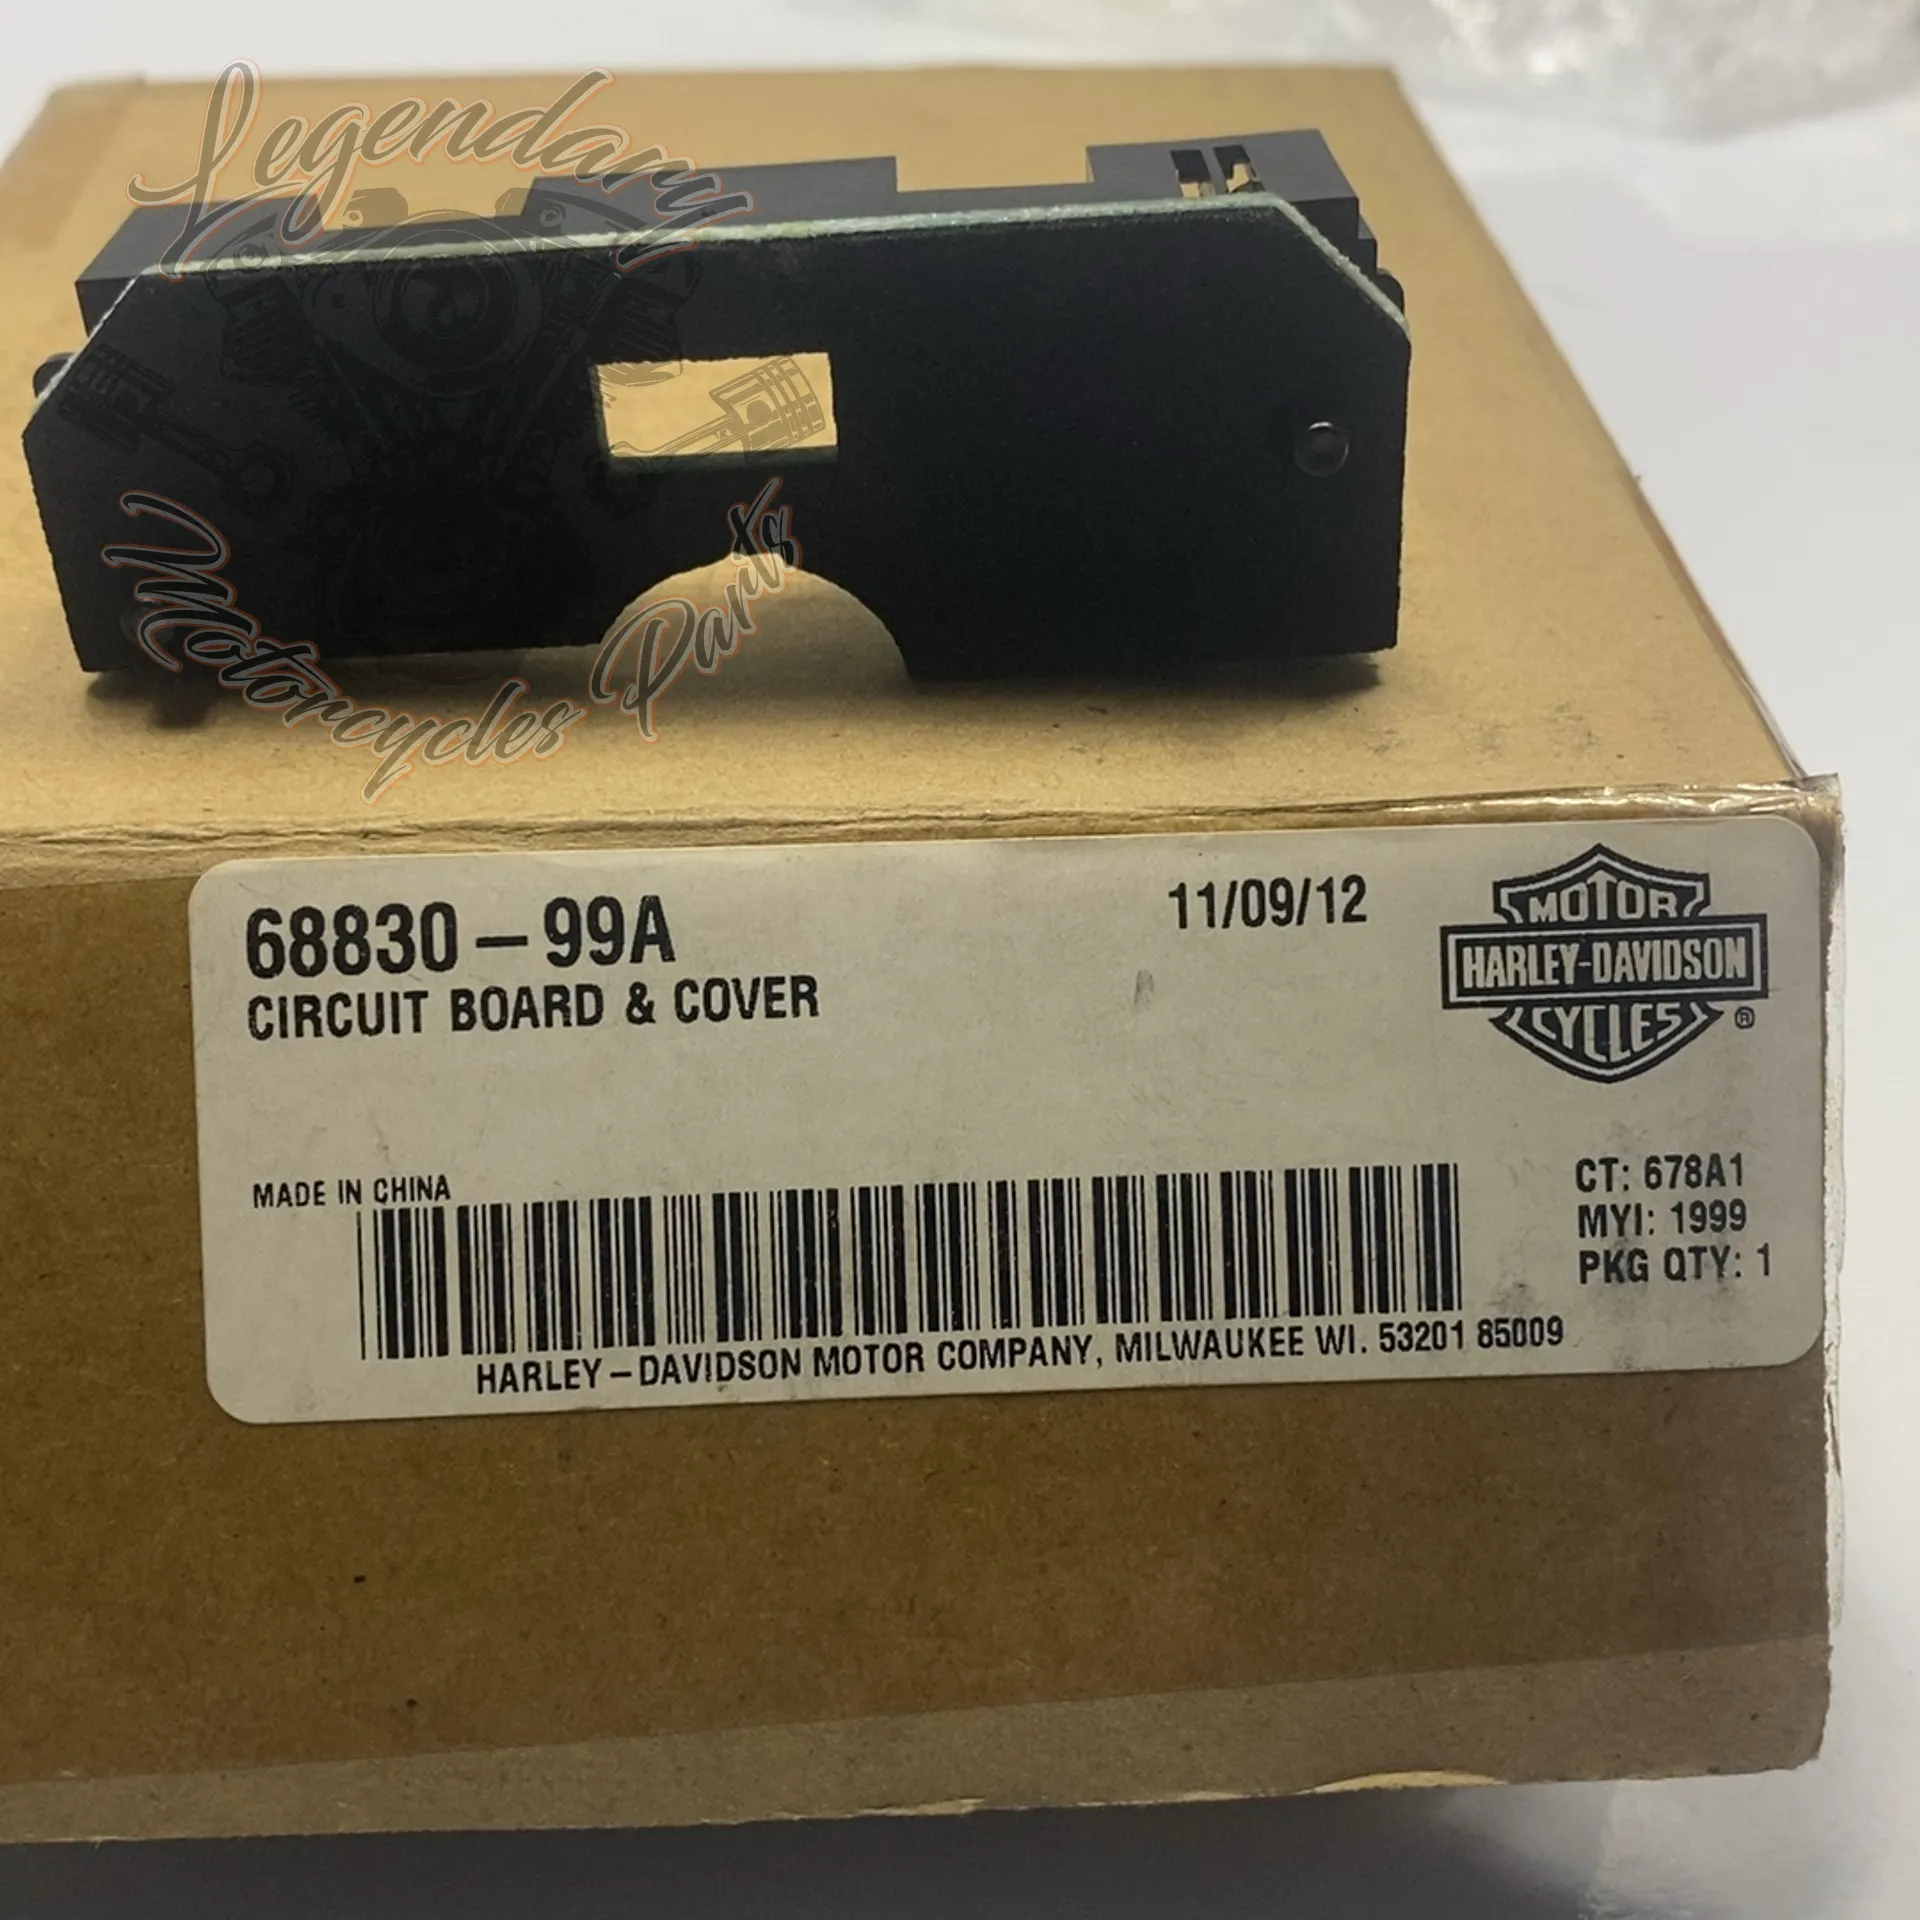 Legendary
Motorcycles Parts
68830-99A
11/09/12
CIRCUIT BOARD & COVER
MOTOR
HARLEY-DAVIDSON
CYCLES®
MADE IN CHINA
CT: 678A1
MYI: 1999
PKG QTY: 1
HARLEY-DAVIDSON MOTOR COMPANY, MILWAUKEE WI. 53201 85009